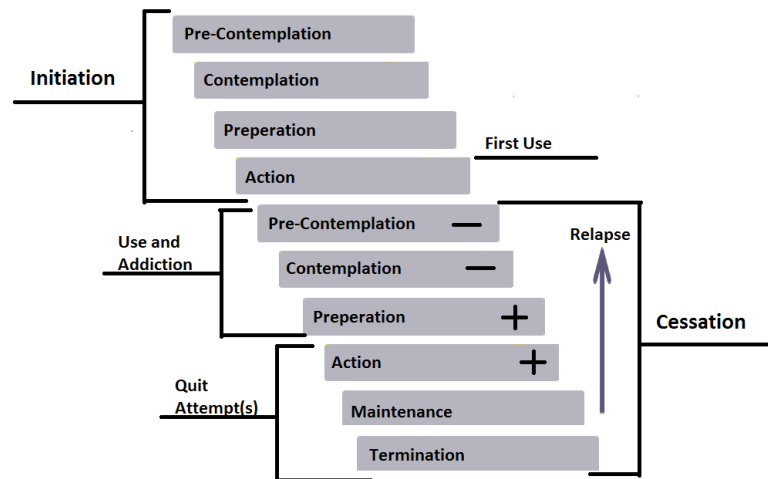 Pre-Contemplation
Initiation
Contemplation
Preperation
First Use
Action
Pre-Contemplation −
Relapse
Use and
Addiction
Contemplation −
Preperation +
Cessation
Action +
Quit
Attempt(s)
Maintenance
Termination